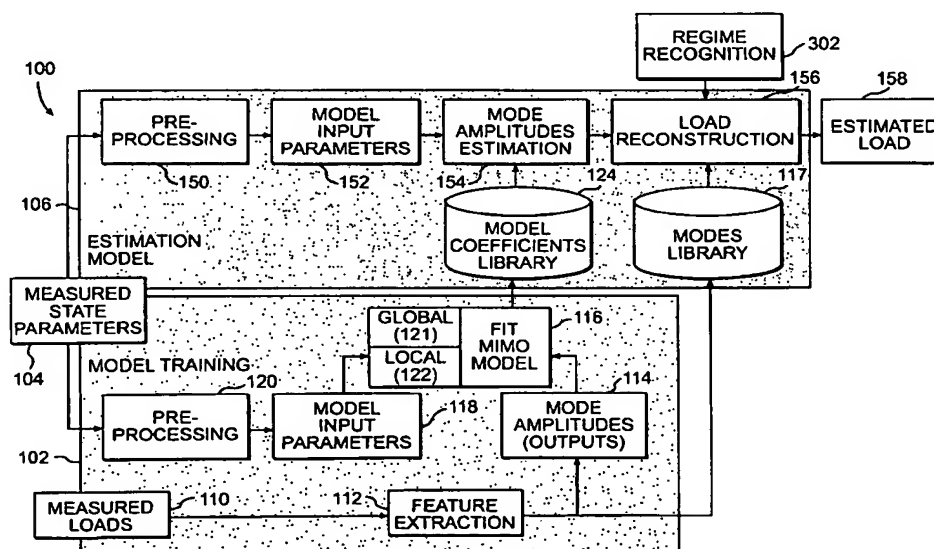 REGIME
RECOGNITION
302
100
156
158
PRE-
PROCESSING
MODEL
INPUT
PARAMETERS
MODE
AMPLITUDES
ESTIMATION
LOAD
RECONSTRUCTION
ESTIMATED
LOAD
150
152
154
124
117
106
ESTIMATION
MODEL
MODEL
COEFFICIENTS
LIBRARY
MODES
LIBRARY
MEASURED
STATE
PARAMETERS
104
GLOBAL
(121)
LOCAL
(122)
FIT
MIMO
MODEL
116
MODEL TRAINING
120
114
PRE-
PROCESSING
MODEL
INPUT
PARAMETERS
118
MODE
AMPLITUDES
(OUTPUTS)
102
110
112
MEASURED
LOADS
FEATURE
EXTRACTION